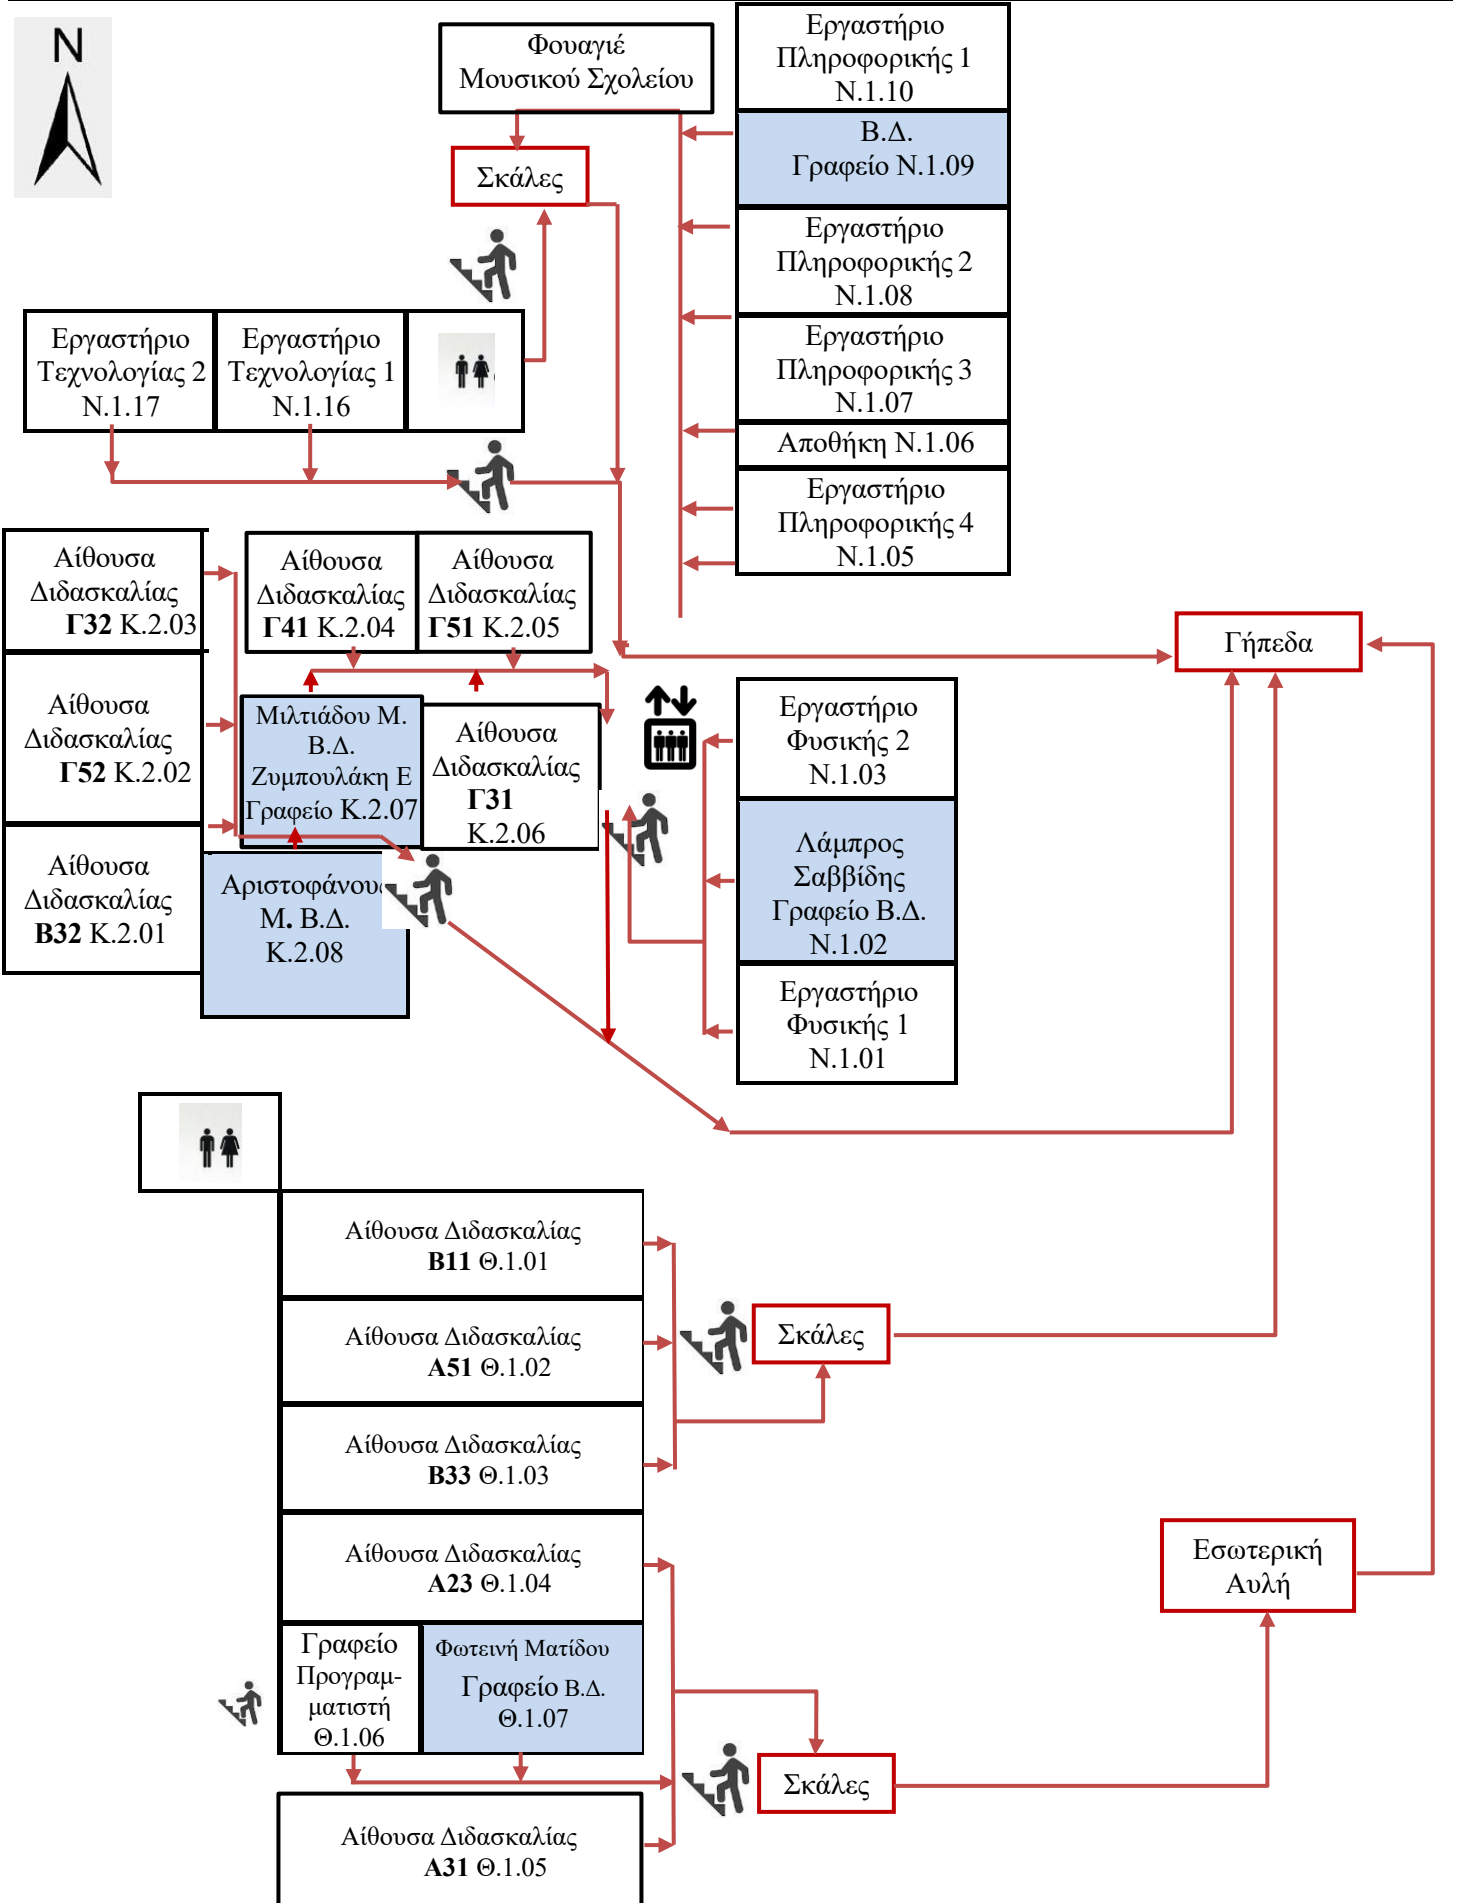 N
Φουαγιέ
Μουσικού Σχολείου
Εργαστήριο
Πληροφορικής 1
Ν.1.10
Β.Δ.
Γραφείο Ν.1.09
Σκάλες
Εργαστήριο
Πληροφορικής 2
Ν.1.08
Εργαστήριο
Τεχνολογίας 2
Ν.1.17
Εργαστήριο
Τεχνολογίας 1
Ν.1.16
Εργαστήριο
Πληροφορικής 3
Ν.1.07
Αποθήκη Ν.1.06
Εργαστήριο
Πληροφορικής 4
Ν.1.05
Αίθουσα
Διδασκαλίας
Γ32 Κ.2.03
Αίθουσα
Διδασκαλίας
Γ41 Κ.2.04
Αίθουσα
Διδασκαλίας
Γ51 Κ.2.05
Γήπεδα
Αίθουσα
Διδασκαλίας
Γ52 Κ.2.02
Μιλτιάδου Μ.
Β.Δ.
Ζυμπουλάκη Ε
Γραφείο Κ.2.07
Αίθουσα
Διδασκαλίας
Γ31
Κ.2.06
Εργαστήριο
Φυσικής 2
Ν.1.03
Αίθουσα
Διδασκαλίας
Β32 Κ.2.01
Αριστοφάνους
Μ. Β.Δ.
Κ.2.08
Λάμπρος
Σαββίδης
Γραφείο Β.Δ.
Ν.1.02
Εργαστήριο
Φυσικής 1
Ν.1.01
Αίθουσα Διδασκαλίας
Β11 Θ.1.01
Αίθουσα Διδασκαλίας
Α51 Θ.1.02
Σκάλες
Αίθουσα Διδασκαλίας
Β33 Θ.1.03
Αίθουσα Διδασκαλίας
Α23 Θ.1.04
Εσωτερική
Αυλή
Γραφείο
Προγραμ-
ματιστή
Θ.1.06
Φωτεινή Ματίδου
Γραφείο Β.Δ.
Θ.1.07
Σκάλες
Αίθουσα Διδασκαλίας
Α31 Θ.1.05